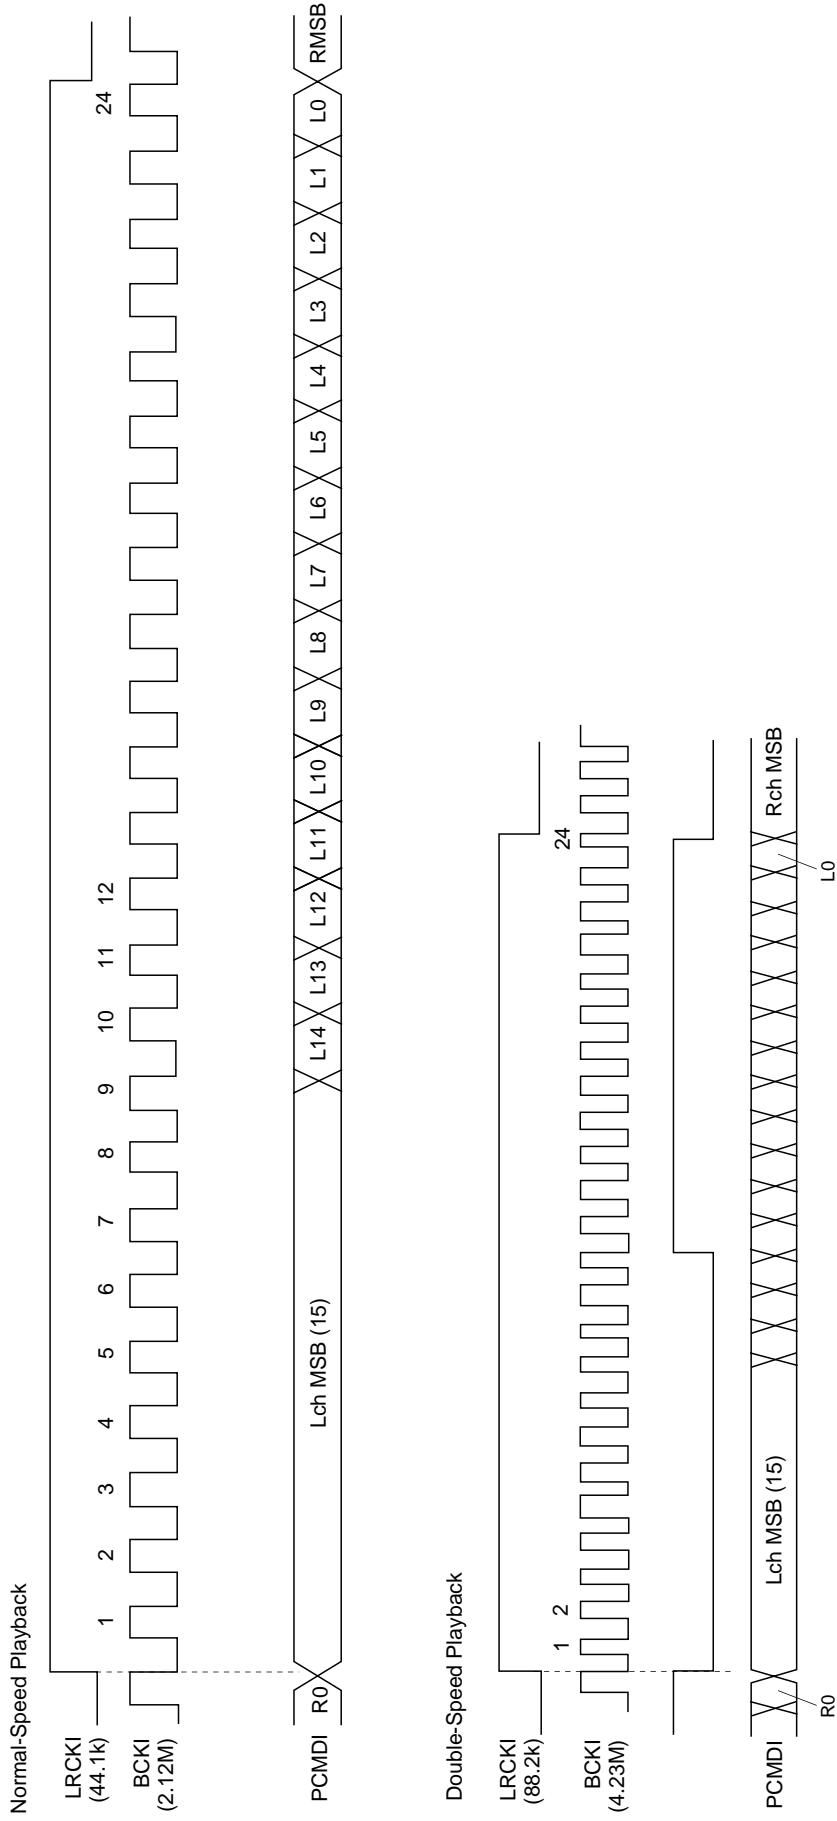 Normal-Speed Playback
LRCKI
(44.1k)
1 2 3 4 5 6 7 8 9 10 11 12 24
BCKI
(2.12M)
PCMDI
R0 Lch MSB (15) L14 L13 L12 L11 L10 L9 L8 L7 L6 L5 L4 L3 L2 L1 L0 RMSB
Double-Speed Playback
LRCKI
(88.2k)
1 2 24
BCKI
(4.23M)
PCMDI
Lch MSB (15) Rch MSB
R0 L0